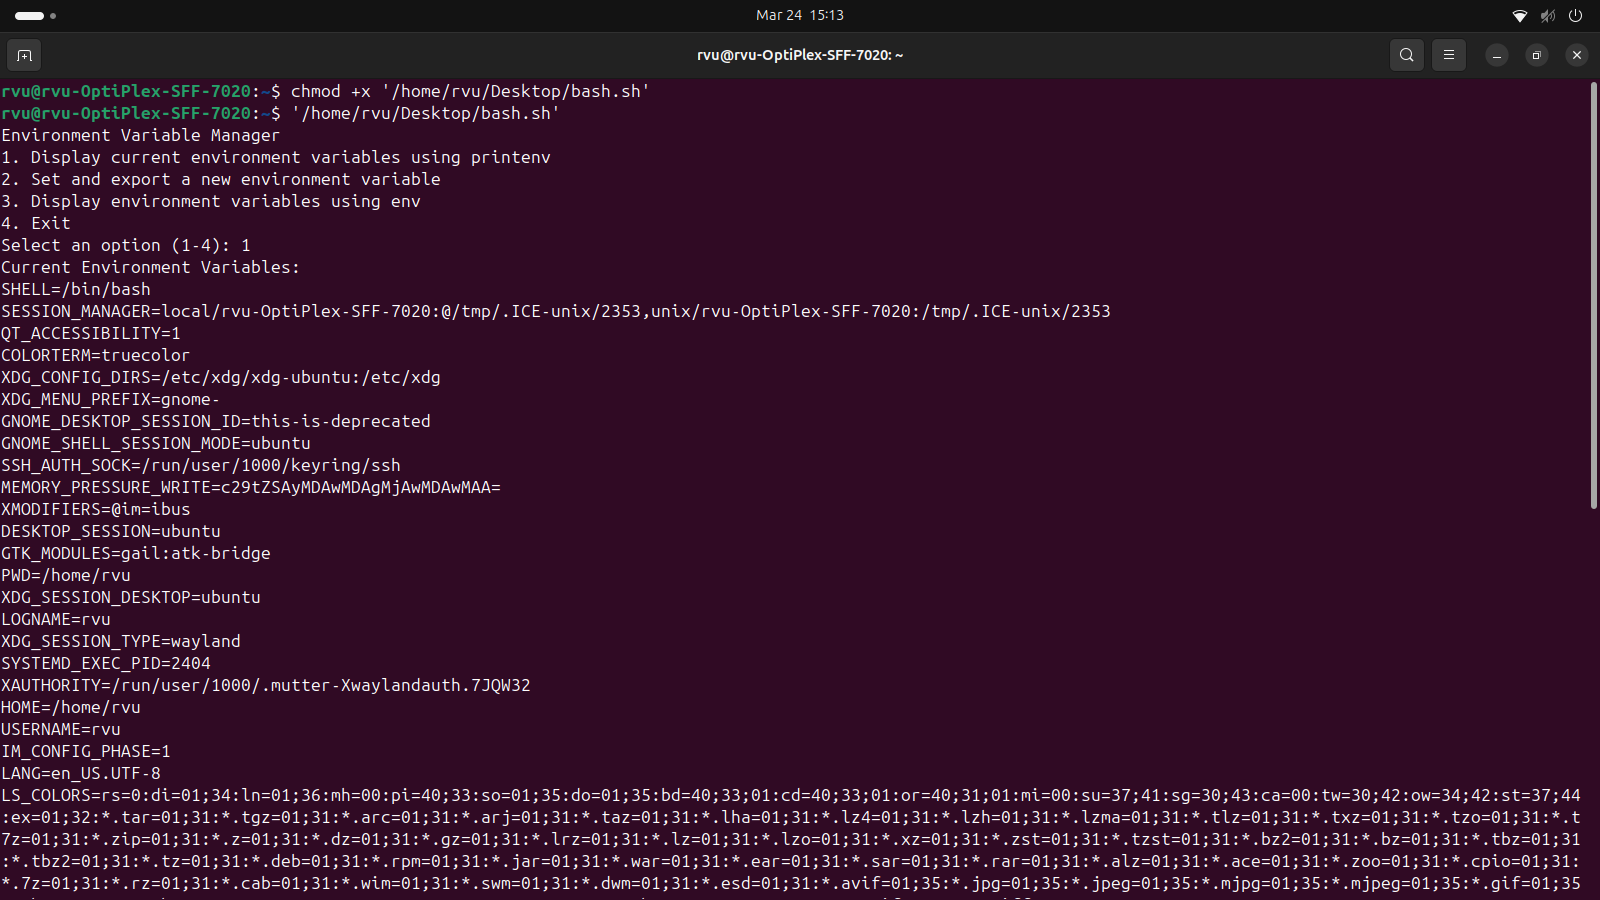 Mar 24 15:13
rvu@rvu-OptiPlex-SFF-7020: ~
rvu@rvu-OptiPlex-SFF-7020:~$ chmod +x '/home/rvu/Desktop/bash.sh'
rvu@rvu-OptiPlex-SFF-7020:~$ '/home/rvu/Desktop/bash.sh'
Environment Variable Manager
1. Display current environment variables using printenv
2. Set and export a new environment variable
3. Display environment variables using env
4. Exit
Select an option (1-4): 1
Current Environment Variables:
SHELL=/bin/bash
SESSION_MANAGER=local/rvu-OptiPlex-SFF-7020:@/tmp/.ICE-unix/2353,unix/rvu-OptiPlex-SFF-7020:/tmp/.ICE-unix/2353
QT_ACCESSIBILITY=1
COLORTERM=truecolor
XDG_CONFIG_DIRS=/etc/xdg/xdg-ubuntu:/etc/xdg
XDG_MENU_PREFIX=gnome-
GNOME_DESKTOP_SESSION_ID=this-is-deprecated
GNOME_SHELL_SESSION_MODE=ubuntu
SSH_AUTH_SOCK=/run/user/1000/keyring/ssh
MEMORY_PRESSURE_WRITE=c29tZSAyMDAwMDAgMjAwMDAwMAA=
XMODIFIERS=@im=ibus
DESKTOP_SESSION=ubuntu
GTK_MODULES=gail:atk-bridge
PWD=/home/rvu
XDG_SESSION_DESKTOP=ubuntu
LOGNAME=rvu
XDG_SESSION_TYPE=wayland
SYSTEMD_EXEC_PID=2404
XAUTHORITY=/run/user/1000/.mutter-Xwaylandauth.7JQW32
HOME=/home/rvu
USERNAME=rvu
IM_CONFIG_PHASE=1
LANG=en_US.UTF-8
LS_COLORS=rs=0:di=01;34:ln=01;36:mh=00:pi=40;33:so=01;35:do=01;35:bd=40;33;01:cd=40;33;01:or=40;31;01:mi=00:su=37;41:sg=30;43:ca=00:tw=30;42:ow=34;42:st=37;44
:ex=01;32:*.tar=01;31:*.tgz=01;31:*.arc=01;31:*.arj=01;31:*.taz=01;31:*.lha=01;31:*.lz4=01;31:*.lzh=01;31:*.lzma=01;31:*.tlz=01;31:*.txz=01;31:*.tzo=01;31:*.t
7z=01;31:*.zip=01;31:*.z=01;31:*.dz=01;31:*.gz=01;31:*.lrz=01;31:*.lz=01;31:*.lzo=01;31:*.xz=01;31:*.zst=01;31:*.tzst=01;31:*.bz2=01;31:*.bz=01;31:*.tbz=01;31
:*.tbz2=01;31:*.tz=01;31:*.deb=01;31:*.rpm=01;31:*.jar=01;31:*.war=01;31:*.ear=01;31:*.sar=01;31:*.rar=01;31:*.alz=01;31:*.ace=01;31:*.zoo=01;31:*.cpio=01;31:
*.7z=01;31:*.rz=01;31:*.cab=01;31:*.wim=01;31:*.swm=01;31:*.dwm=01;31:*.esd=01;31:*.avif=01;35:*.jpg=01;35:*.jpeg=01;35:*.mjpg=01;35:*.mjpeg=01;35:*.gif=01;35